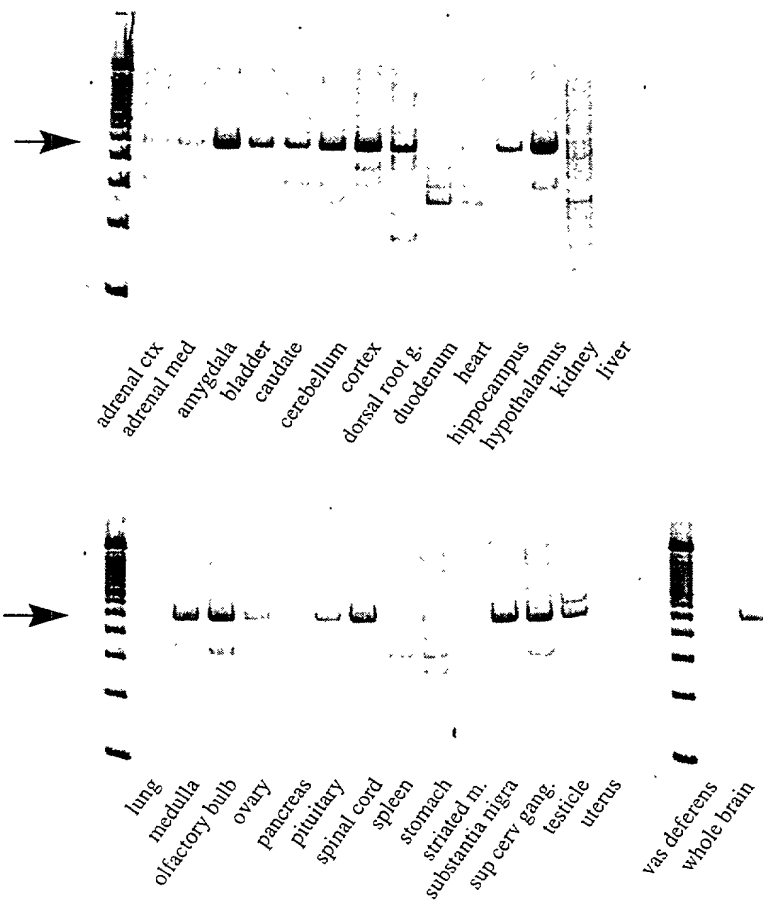 adrenal ctx
adrenal med
amygdala
bladder
caudate
cerebellum
cortex
dorsal root g.
duodenum
heart
hippocampus
hypothalamus
kidney
liver
lung
medulla
olfactory bulb
ovary
pancreas
pituitary
spinal cord
spleen
stomach
striated m.
substantia nigra
sup cerv gang.
testicle
uterus
vas deferens
whole brain